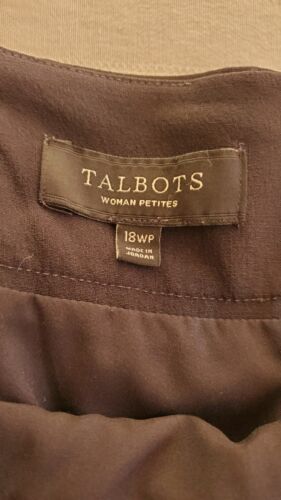 TALBOTS
WOMAN PETITES
18WP
MADE IN
JORDAN